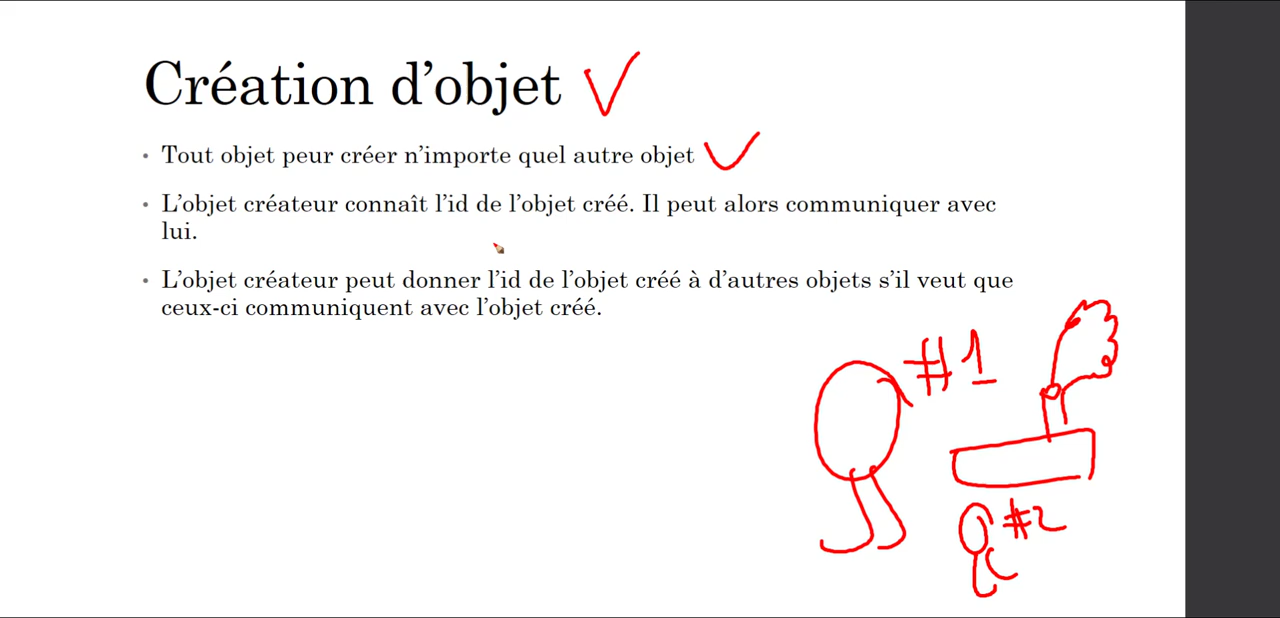 Création d'objet
• Tout objet peur créer n'importe quel autre objet
• L'objet créateur connaît l'id de l'objet créé. Il peut alors communiquer avec
lui.
• L'objet créateur peut donner l'id de l'objet créé à d'autres objets s'il veut que
ceux-ci communiquent avec l'objet créé.
#1
#2